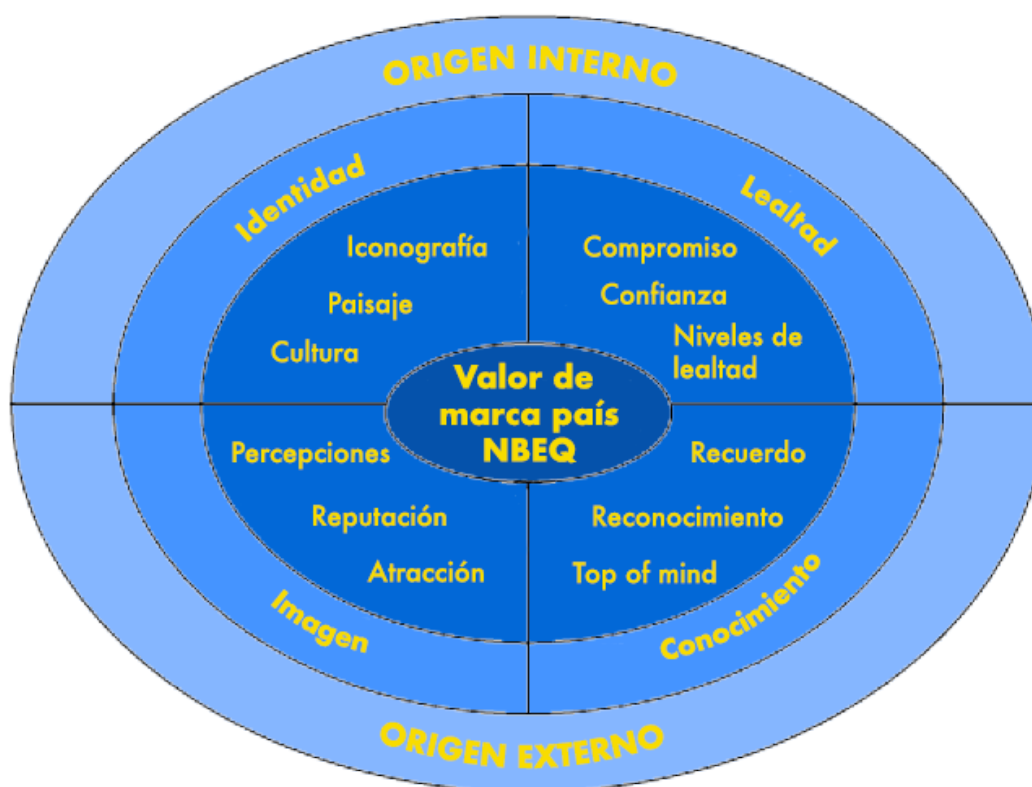 ORIGEN INTERNO
Identidad
Lealtad
Iconografía
Paisaje
Cultura
Compromiso
Confianza
Niveles de
lealtad
Valor de
marca país
NBEQ
Percepciones
Reputación
Atracción
Recuerdo
Reconocimiento
Top of mind
Imagen
Conocimiento
ORIGEN EXTERNO